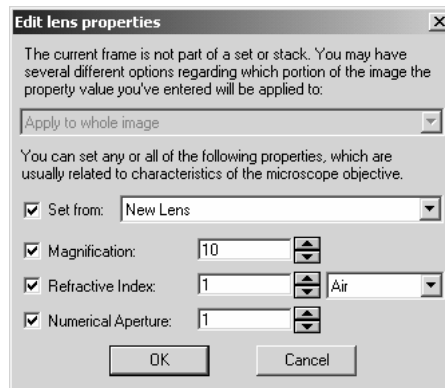 Edit lens properties
The current frame is not part of a set or stack. You may have
several different options regarding which portion of the image the
property value you've entered will be applied to:
Apply to whole image
You can set any or all of the following properties, which are
usually related to characteristics of the microscope objective.
Set from: New Lens
Magnification: 10
Refractive Index: 1 Air
Numerical Aperture: 1
OK Cancel